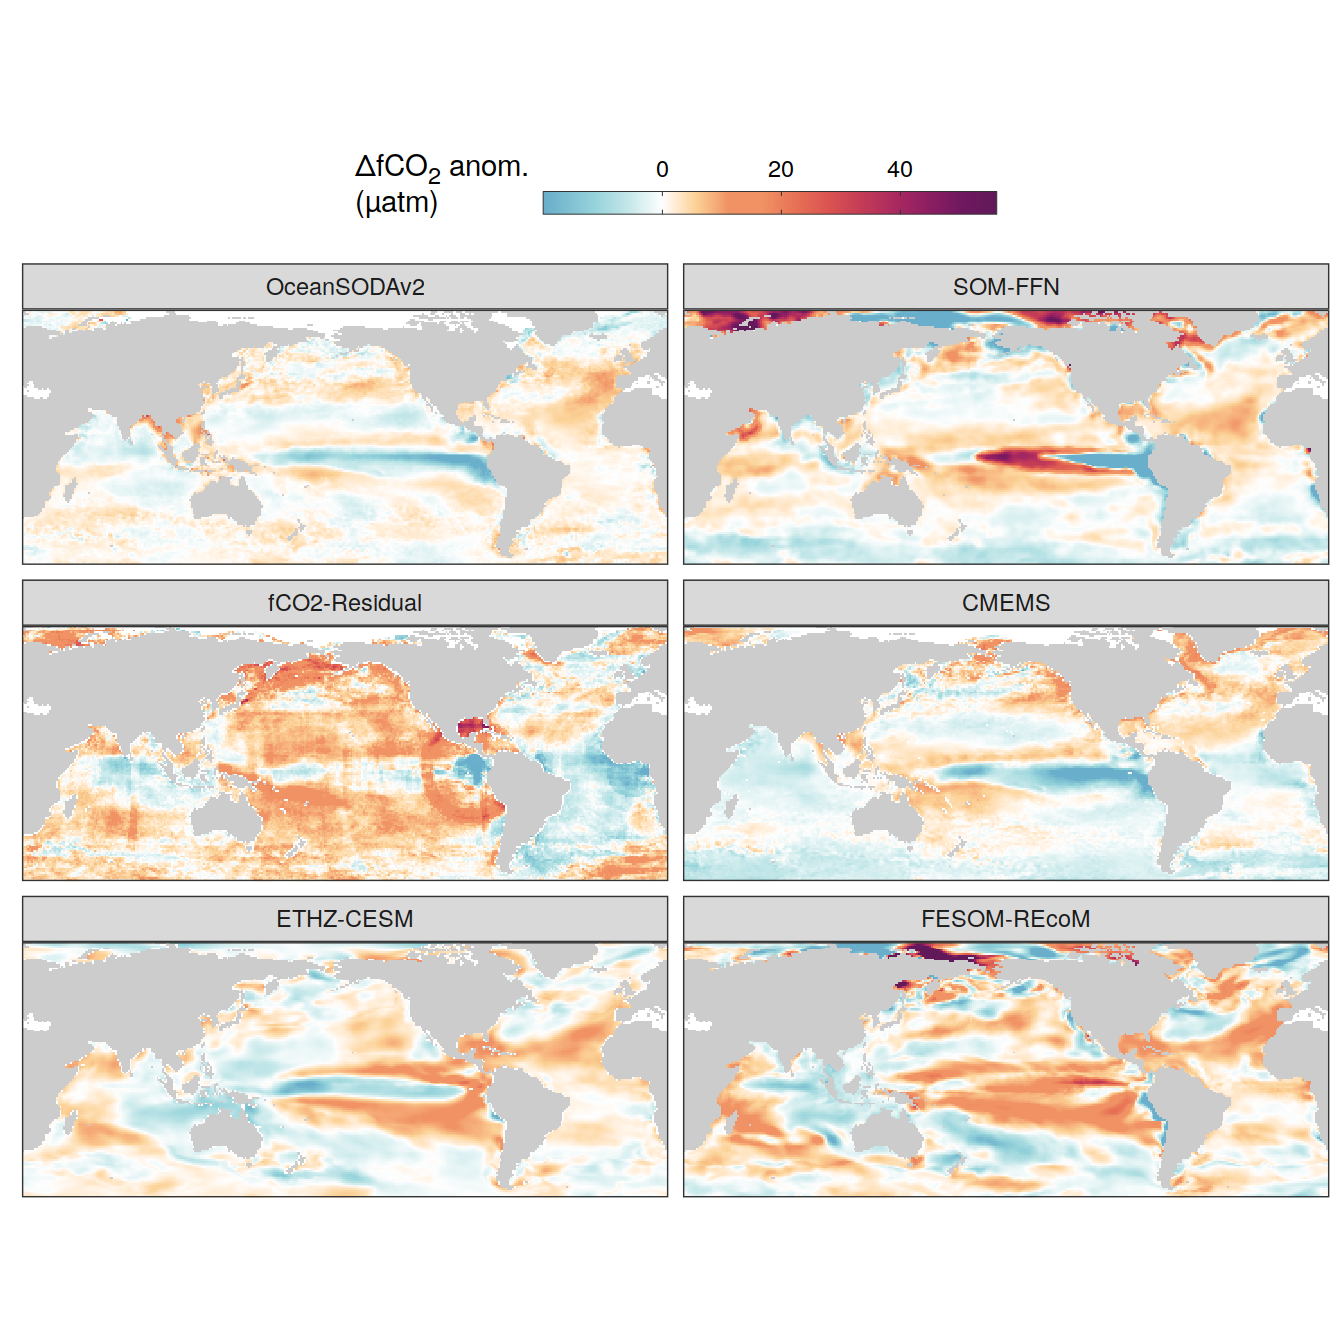 ΔfCO₂ anom.
(µatm)
0 20 40
OceanSODAv2
SOM-FFN
fCO2-Residual
CMEMS
ETHZ-CESM
FESOM-REcoM